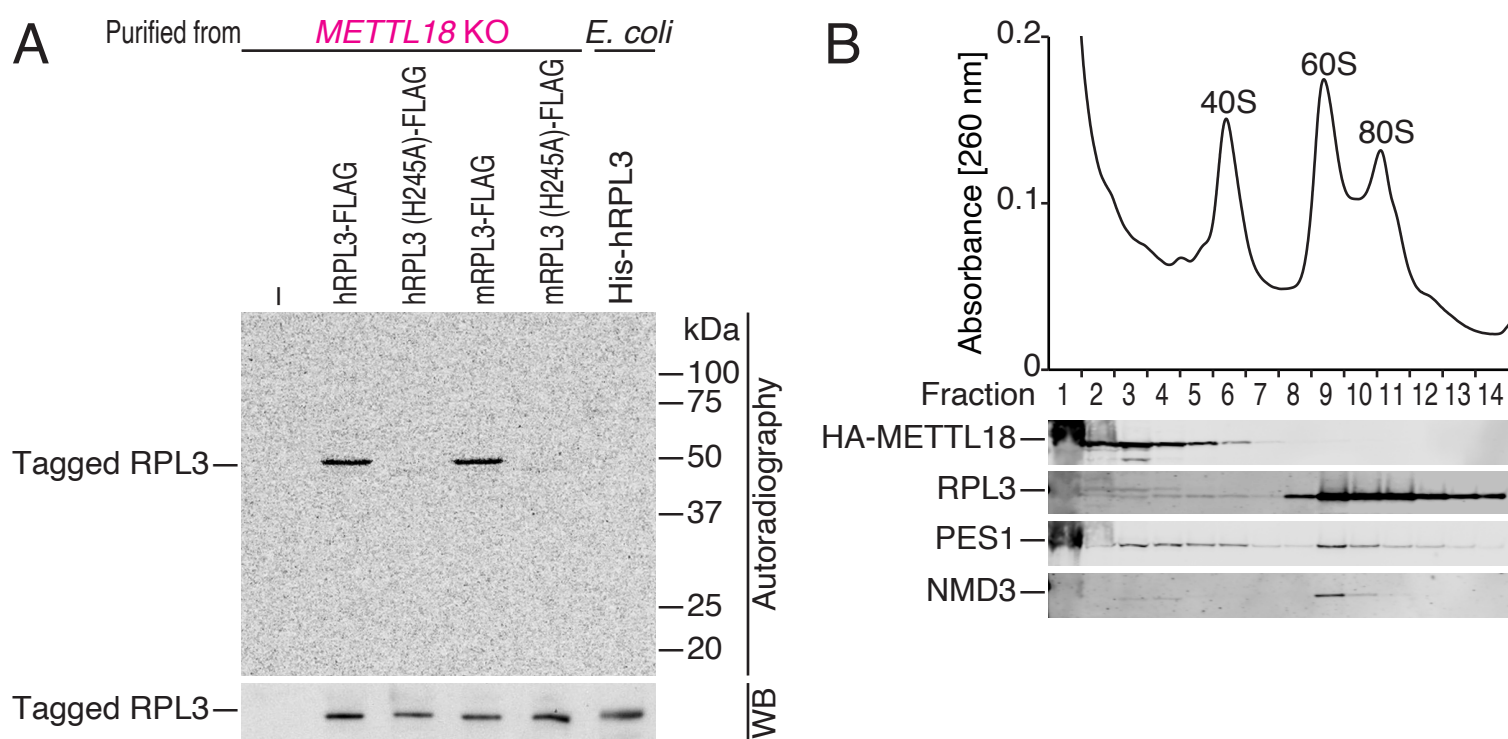 A
Purified from
METTL18 KO
E. coli
–
hRPL3-FLAG
hRPL3 (H245A)-FLAG
mRPL3-FLAG
mRPL3 (H245A)-FLAG
His-hRPL3
kDa
100
75
Tagged RPL3
50
37
25
20
Autoradiography
Tagged RPL3
WB
B
Absorbance [260 nm]
0.2
0.1
0
40S
60S
80S
Fraction 1 2 3 4 5 6 7 8 9 10 11 12 13 14
HA-METTL18
RPL3
PES1
NMD3